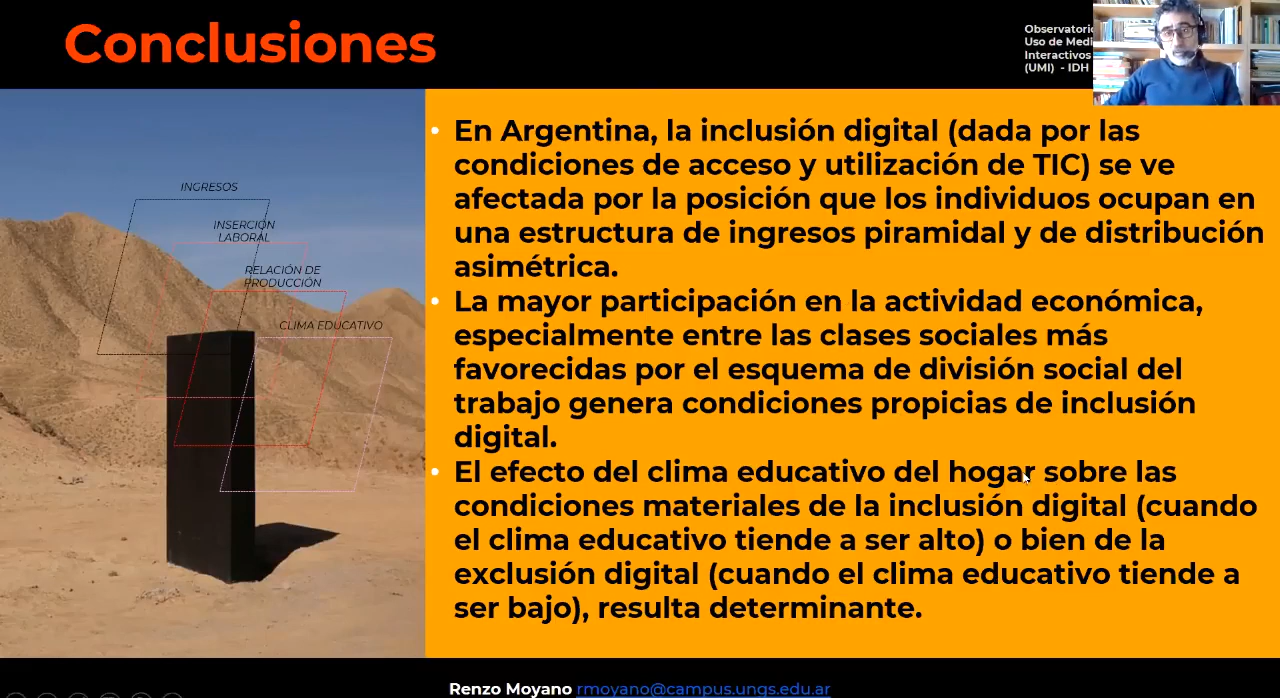 Conclusiones
Observatorio
Uso de Medi
Interactivos
(UMI) - IDH
INGRESOS
INSERCIÓN
LABORAL
RELACIÓN DE
PRODUCCIÓN
CLIMA EDUCATIVO
• En Argentina, la inclusión digital (dada por las
condiciones de acceso y utilización de TIC) se ve
afectada por la posición que los individuos ocupan en
una estructura de ingresos piramidal y de distribución
asimétrica.
• La mayor participación en la actividad económica,
especialmente entre las clases sociales más
favorecidas por el esquema de división social del
trabajo genera condiciones propicias de inclusión
digital.
• El efecto del clima educativo del hogar sobre las
condiciones materiales de la inclusión digital (cuando
el clima educativo tiende a ser alto) o bien de la
exclusión digital (cuando el clima educativo tiende a
ser bajo), resulta determinante.
Renzo Moyano rmoyano@campus.ungs.edu.ar